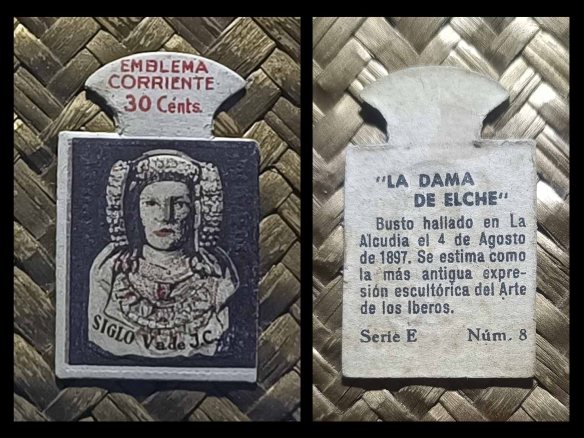 EMBLEMA
CORRIENTE
30 Cénts.
SIGLO V a de J.C.
"LA DAMA
DE ELCHE"
Busto hallado en La
Alcudia el 4 de Agosto
de 1897. Se estima como
la más antigua expre-
sión escultórica del Arte
de los Iberos.
Serie E Núm. 8